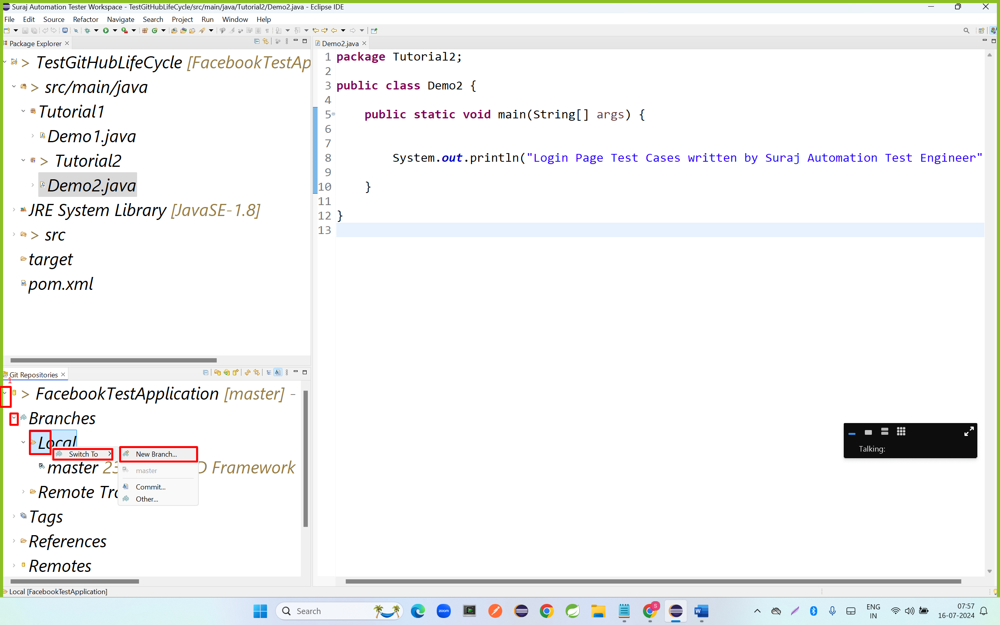 Suraj Automation Tester Workspace - TestGitHubLifeCycle/src/main/java/Tutorial2/Demo2.java - Eclipse IDE
File Edit Source Refactor Navigate Search Project Run Window Help
Package Explorer
> TestGitHubLifeCycle [FacebookTestAp
> src/main/java
Tutorial1
Demo1.java
> Tutorial2
Demo2.java
JRE System Library [JavaSE-1.8]
> src
target
pom.xml
Demo2.java
1 package Tutorial2;
2
3 public class Demo2 {
4
5 public static void main(String[] args) {
6
7
8 System.out.println("Login Page Test Cases written by Suraj Automation Test Engineer"
9
10 }
11
12 }
13
Git Repositories
1
> FacebookTestApplication [master] -
Branches
Local
Switch To
New Branch...
master 23 D Framework
master
Commit...
Other...
Remote Tra
Tags
References
Remotes
Talking:
Local [FacebookTestApplication]
Search
zoom
S
W
ENG
IN
07:57
16-07-2024